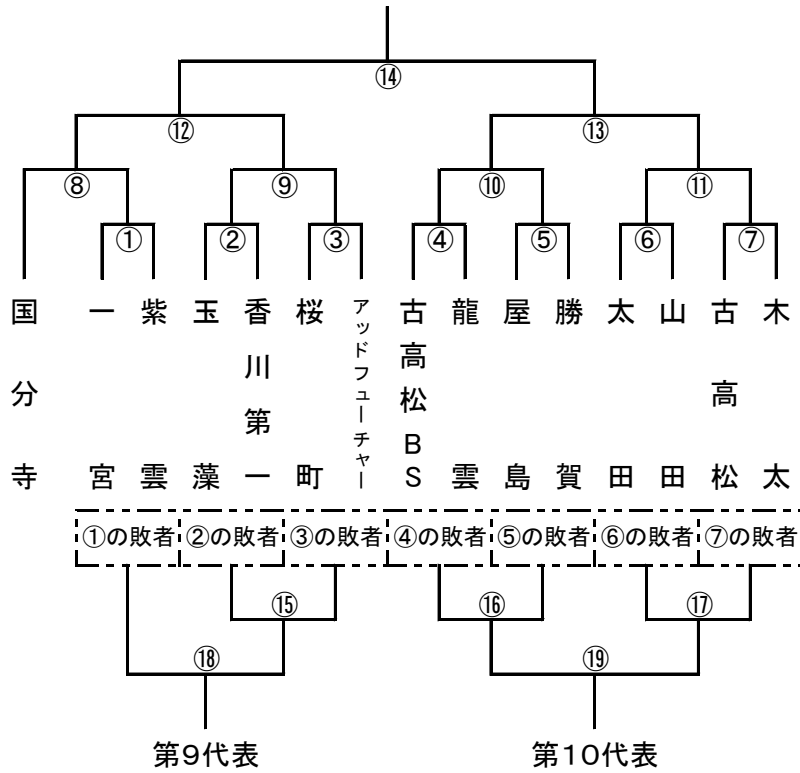 ⑭
⑫
⑬
⑧
⑨
⑩
⑪
①
②
③
④
⑤
⑥
⑦
国分寺
一宮
紫雲
玉藻
香川第一
桜町
アッドフューチャー
古高松BS
龍雲
屋島
勝賀
太田
山田
古高松
木太
①の敗者
②の敗者
③の敗者
④の敗者
⑤の敗者
⑥の敗者
⑦の敗者
⑮
⑯
⑰
⑱
⑲
第9代表
第10代表